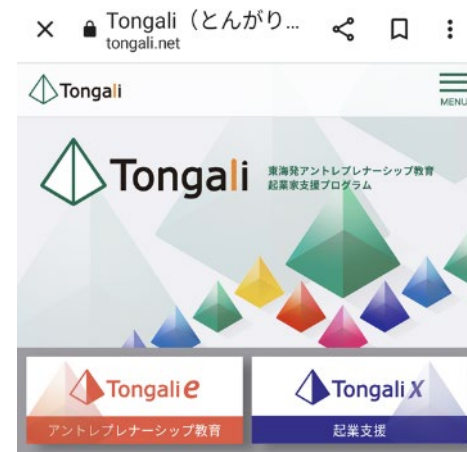 Tongali（とんがり...
tongali.net
Tongali
MENU
Tongali
東海発アントレプレナーシップ教育
起業家支援プログラム
Tongali e
アントレプレナーシップ教育
Tongali X
起業支援